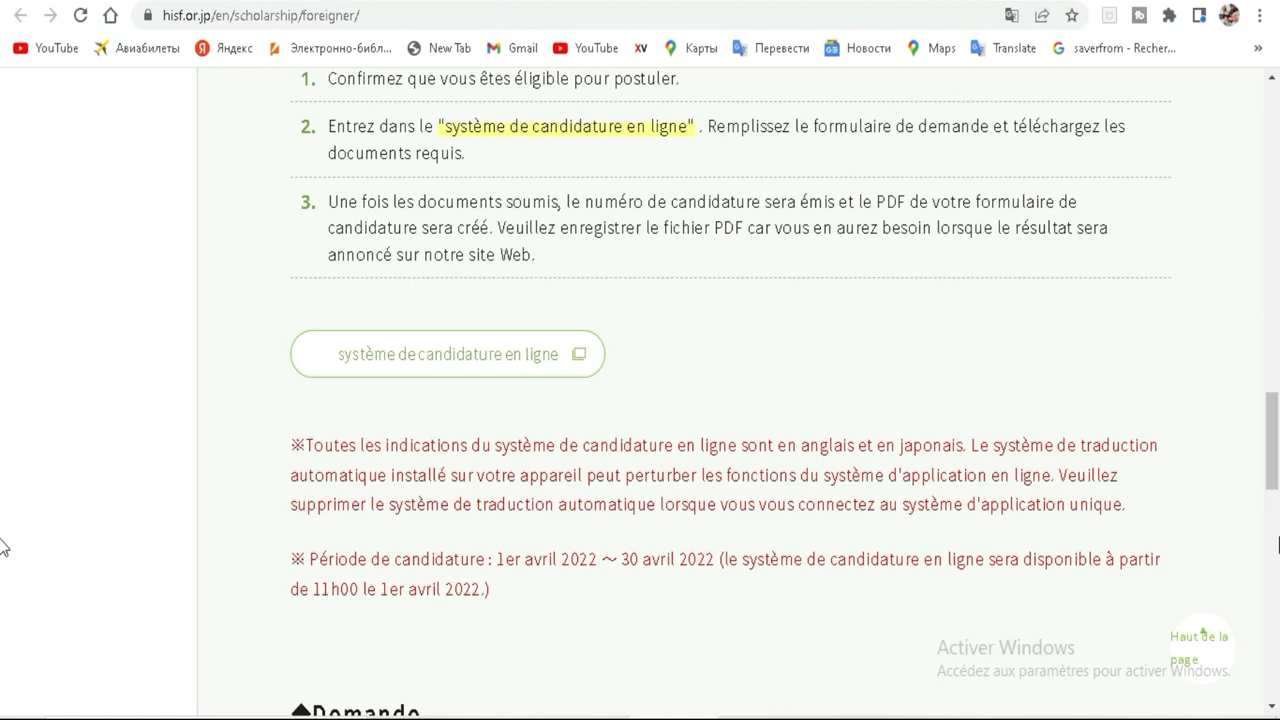 hisf.or.jp/en/scholarship/foreigner/
YouTube Авиабилеты Яндекс Электронно-библ... New Tab Gmail YouTube XV Карты Перевести Новости Maps Translate saverfrom - Recher... »
1. Confirmez que vous êtes éligible pour postuler.
2. Entrez dans le "système de candidature en ligne" . Remplissez le formulaire de demande et téléchargez les
documents requis.
3. Une fois les documents soumis, le numéro de candidature sera émis et le PDF de votre formulaire de
candidature sera créé. Veuillez enregistrer le fichier PDF car vous en aurez besoin lorsque le résultat sera
annoncé sur notre site Web.
système de candidature en ligne
※Toutes les indications du système de candidature en ligne sont en anglais et en japonais. Le système de traduction
automatique installé sur votre appareil peut perturber les fonctions du système d'application en ligne. Veuillez
supprimer le système de traduction automatique lorsque vous vous connectez au système d'application unique.
※ Période de candidature : 1er avril 2022 ～ 30 avril 2022 (le système de candidature en ligne sera disponible à partir
de 11h00 le 1er avril 2022.)
Haut de la
page
Activer Windows
Accédez aux paramètres pour activer Windows.
◆Demande